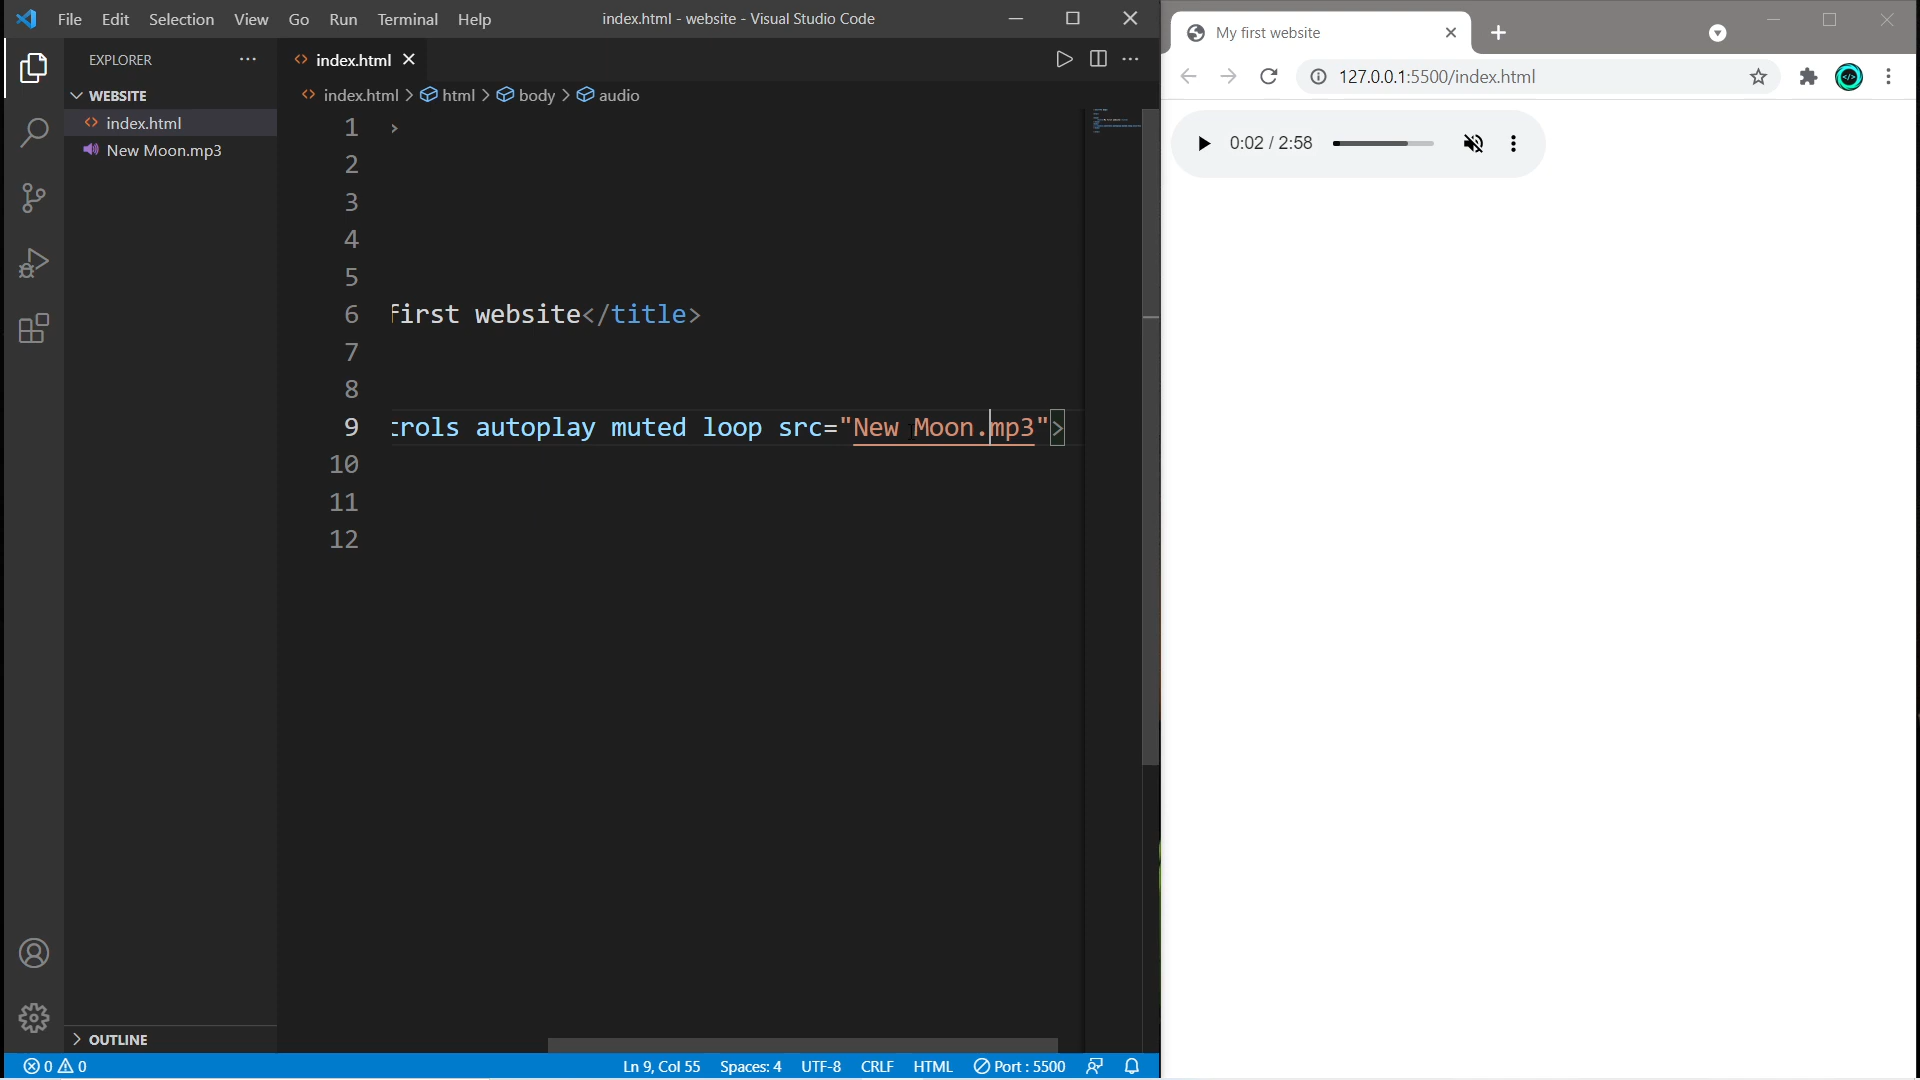 File Edit Selection View Go Run Terminal Help
index.html - website - Visual Studio Code
EXPLORER
WEBSITE
index.html
New Moon.mp3
OUTLINE
index.html
index.html > html > body > audio
1 >
2
3
4
5
6 first website</title>
7
8
9 trols autoplay muted loop src="New Moon.mp3">
10
11
12
0 0
Ln 9, Col 55 Spaces: 4 UTF-8 CRLF HTML Port : 5500
My first website
127.0.0.1:5500/index.html
0:02 / 2:58